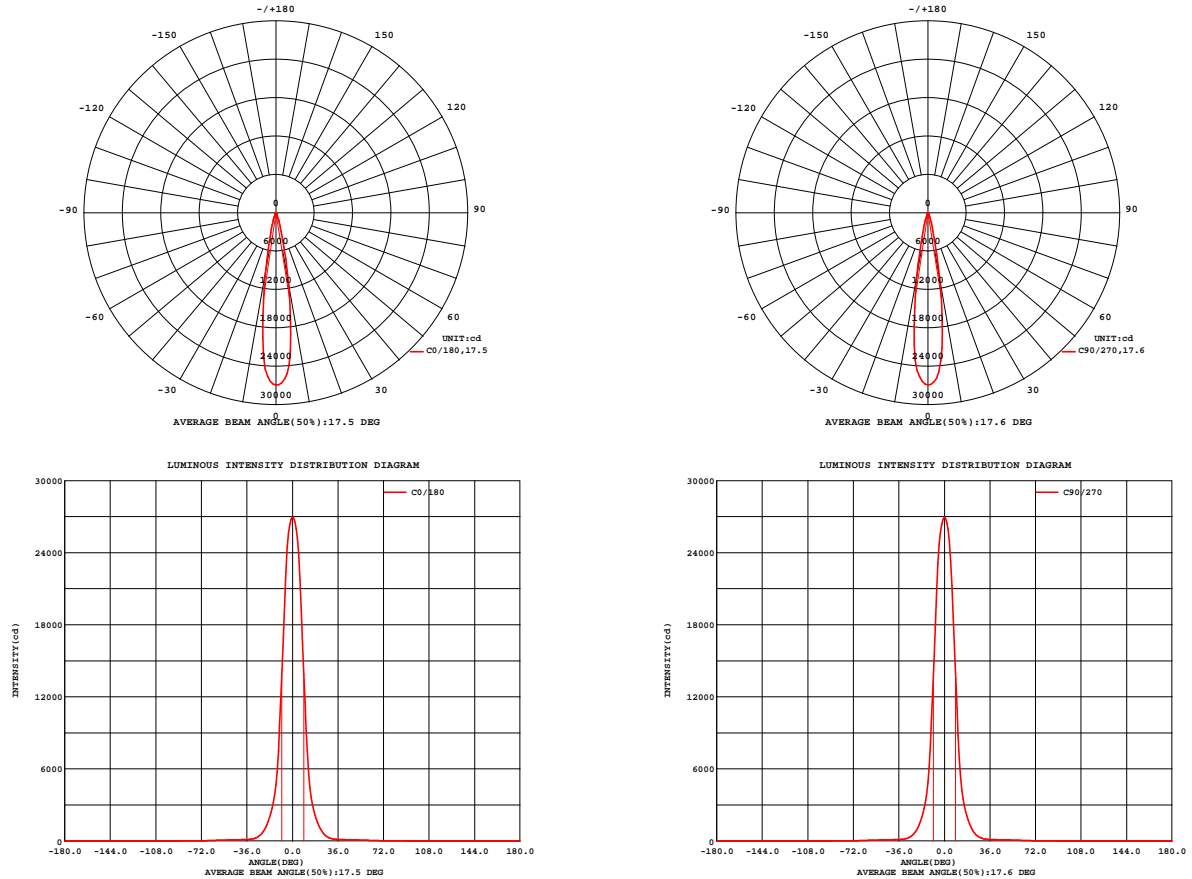 -/+180
-150 150
-120 120
-90 90
0
6000
12000
18000
24000
30000
-60 60
UNIT:cd
C0/180,17.5
-30 30
0
AVERAGE BEAM ANGLE(50%):17.5 DEG
-/+180
-150 150
-120 120
-90 90
0
6000
12000
18000
24000
30000
-60 60
UNIT:cd
C90/270,17.6
-30 30
0
AVERAGE BEAM ANGLE(50%):17.6 DEG
LUMINOUS INTENSITY DISTRIBUTION DIAGRAM
C0/180
30000
24000
18000
12000
6000
0
INTENSITY(cd)
-180.0 -144.0 -108.0 -72.0 -36.0 0.0 36.0 72.0 108.0 144.0 180.0
ANGLE(DEG)
AVERAGE BEAM ANGLE(50%):17.5 DEG
LUMINOUS INTENSITY DISTRIBUTION DIAGRAM
C90/270
30000
24000
18000
12000
6000
0
INTENSITY(cd)
-180.0 -144.0 -108.0 -72.0 -36.0 0.0 36.0 72.0 108.0 144.0 180.0
ANGLE(DEG)
AVERAGE BEAM ANGLE(50%):17.6 DEG